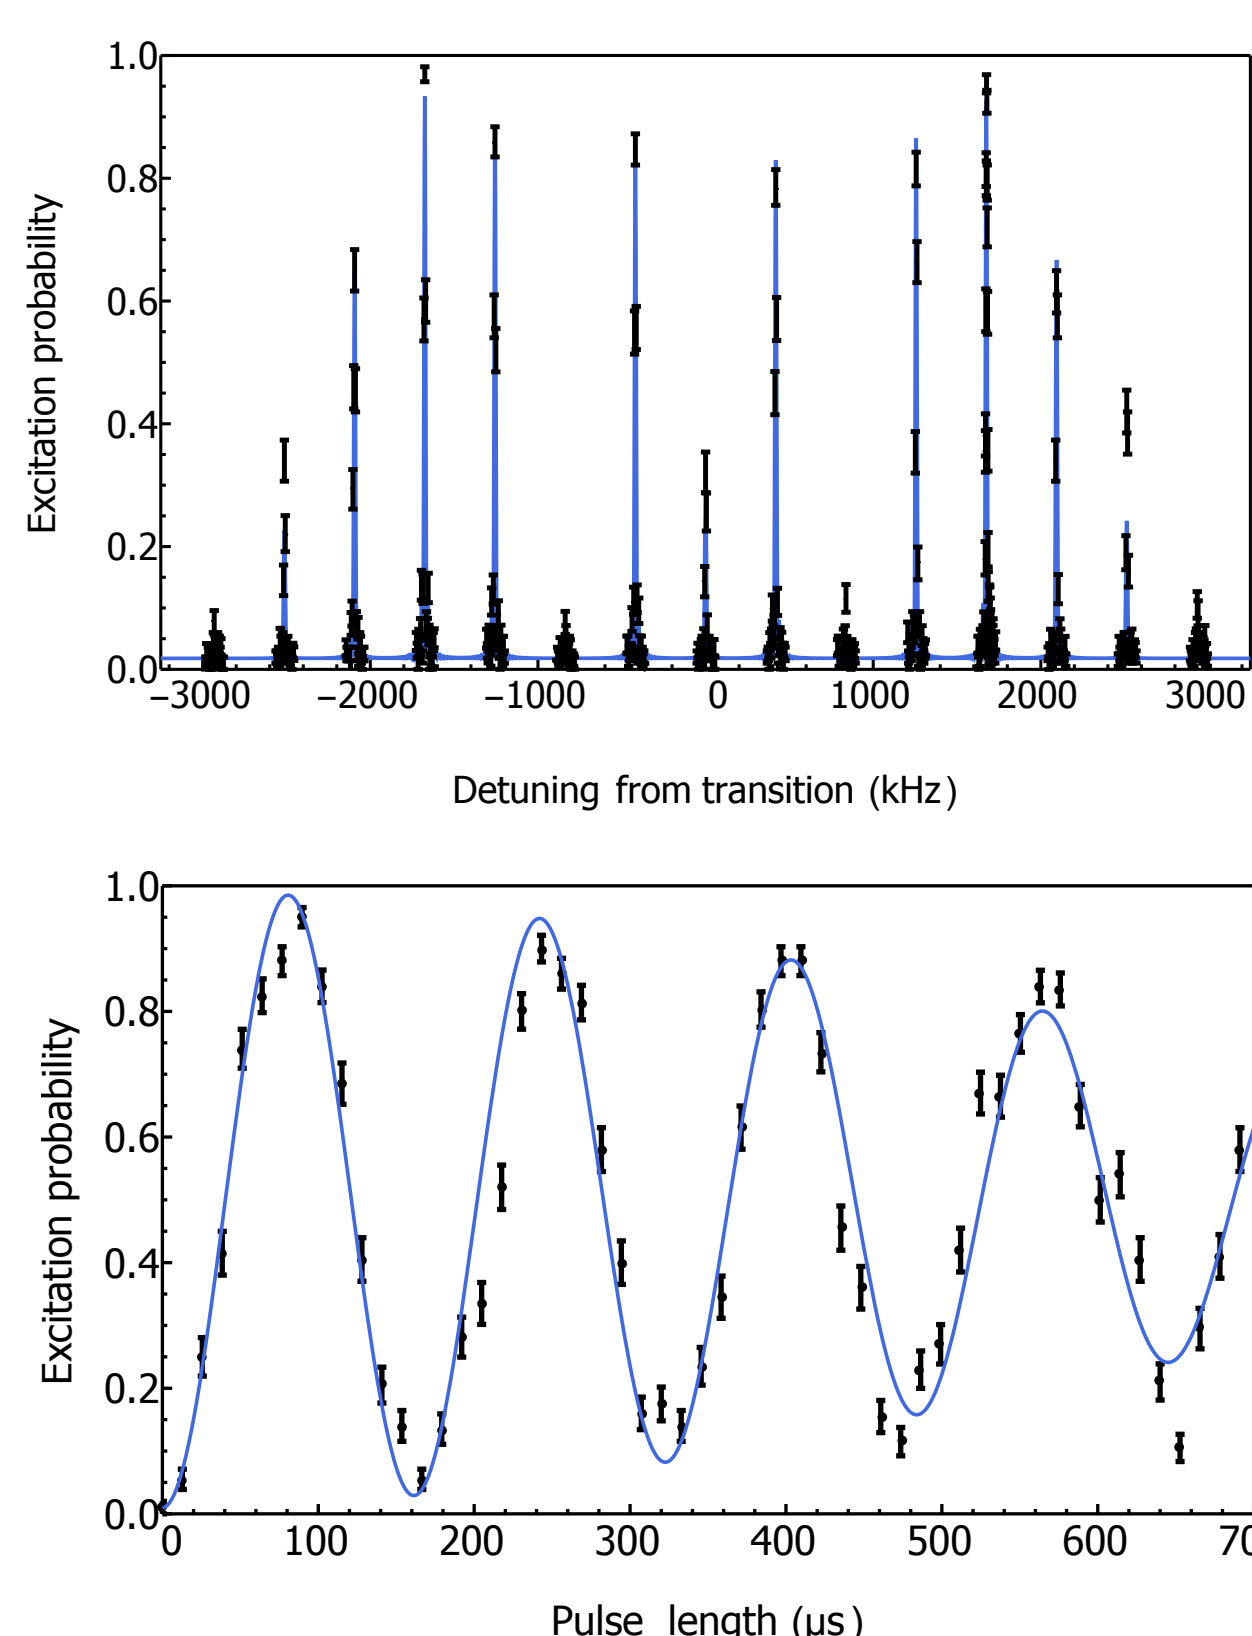 1.0
0.8
0.6
0.4
0.2
0.0
Excitation probability
−3000 −2000 −1000 0 1000 2000 3000
Detuning from transition (kHz)
1.0
0.8
0.6
0.4
0.2
0.0
Excitation probability
0 100 200 300 400 500 600 70
Pulse length (µs)